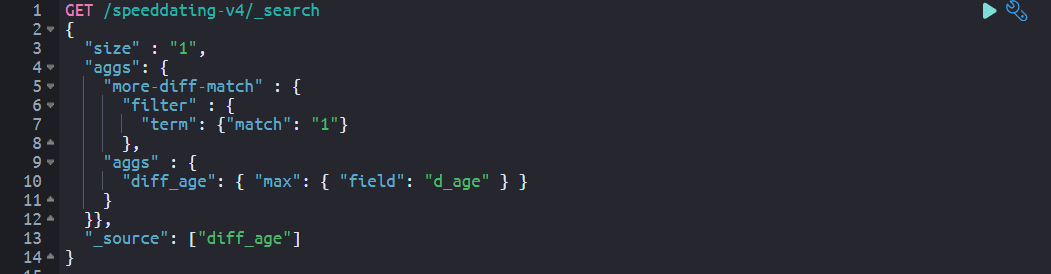 1 GET /speeddating-v4/_search
2 {
3   "size" : "1",
4   "aggs": {
5     "more-diff-match" : {
6       "filter" : {
7         "term": {"match": "1"}
8       },
9     "aggs" : {
10       "diff_age": { "max": { "field": "d_age" } }
11     }
12   }},
13   "_source": ["diff_age"]
14 }